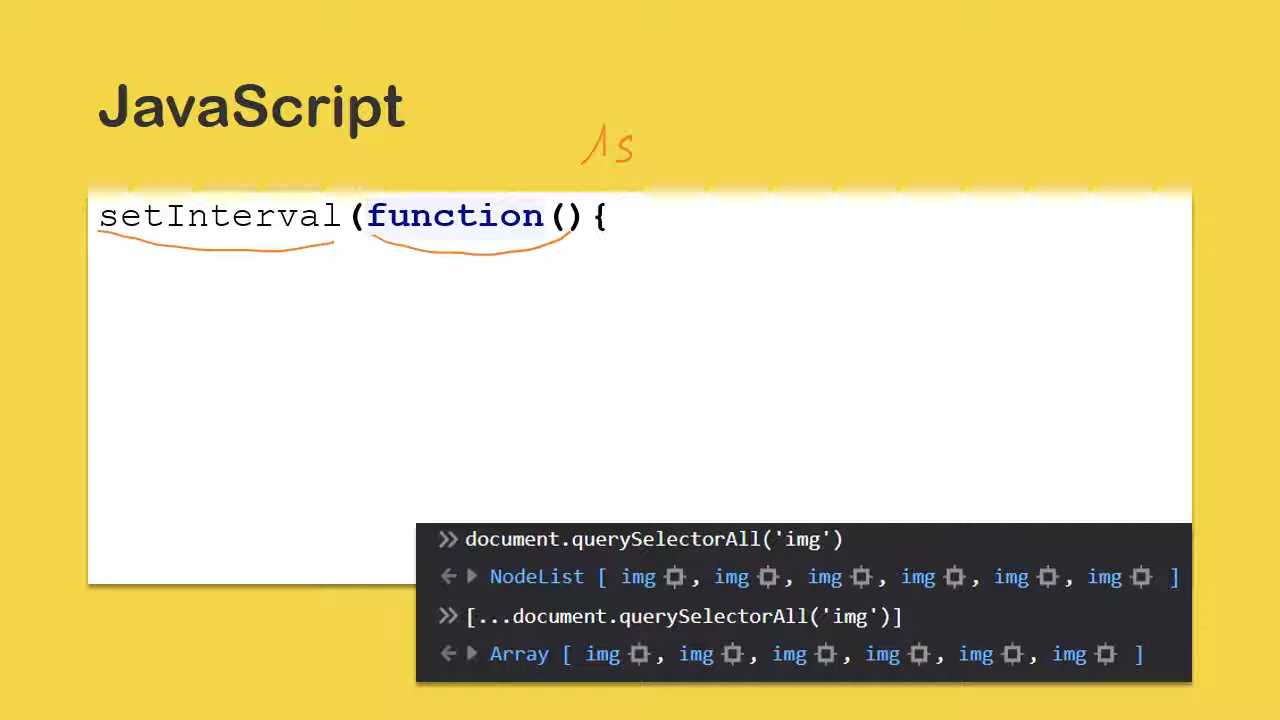 JavaScript
1s
setInterval(function(){
document.querySelectorAll('img')
NodeList [ img, img, img, img, img, img ]
[...document.querySelectorAll('img')]
Array [ img, img, img, img, img, img ]